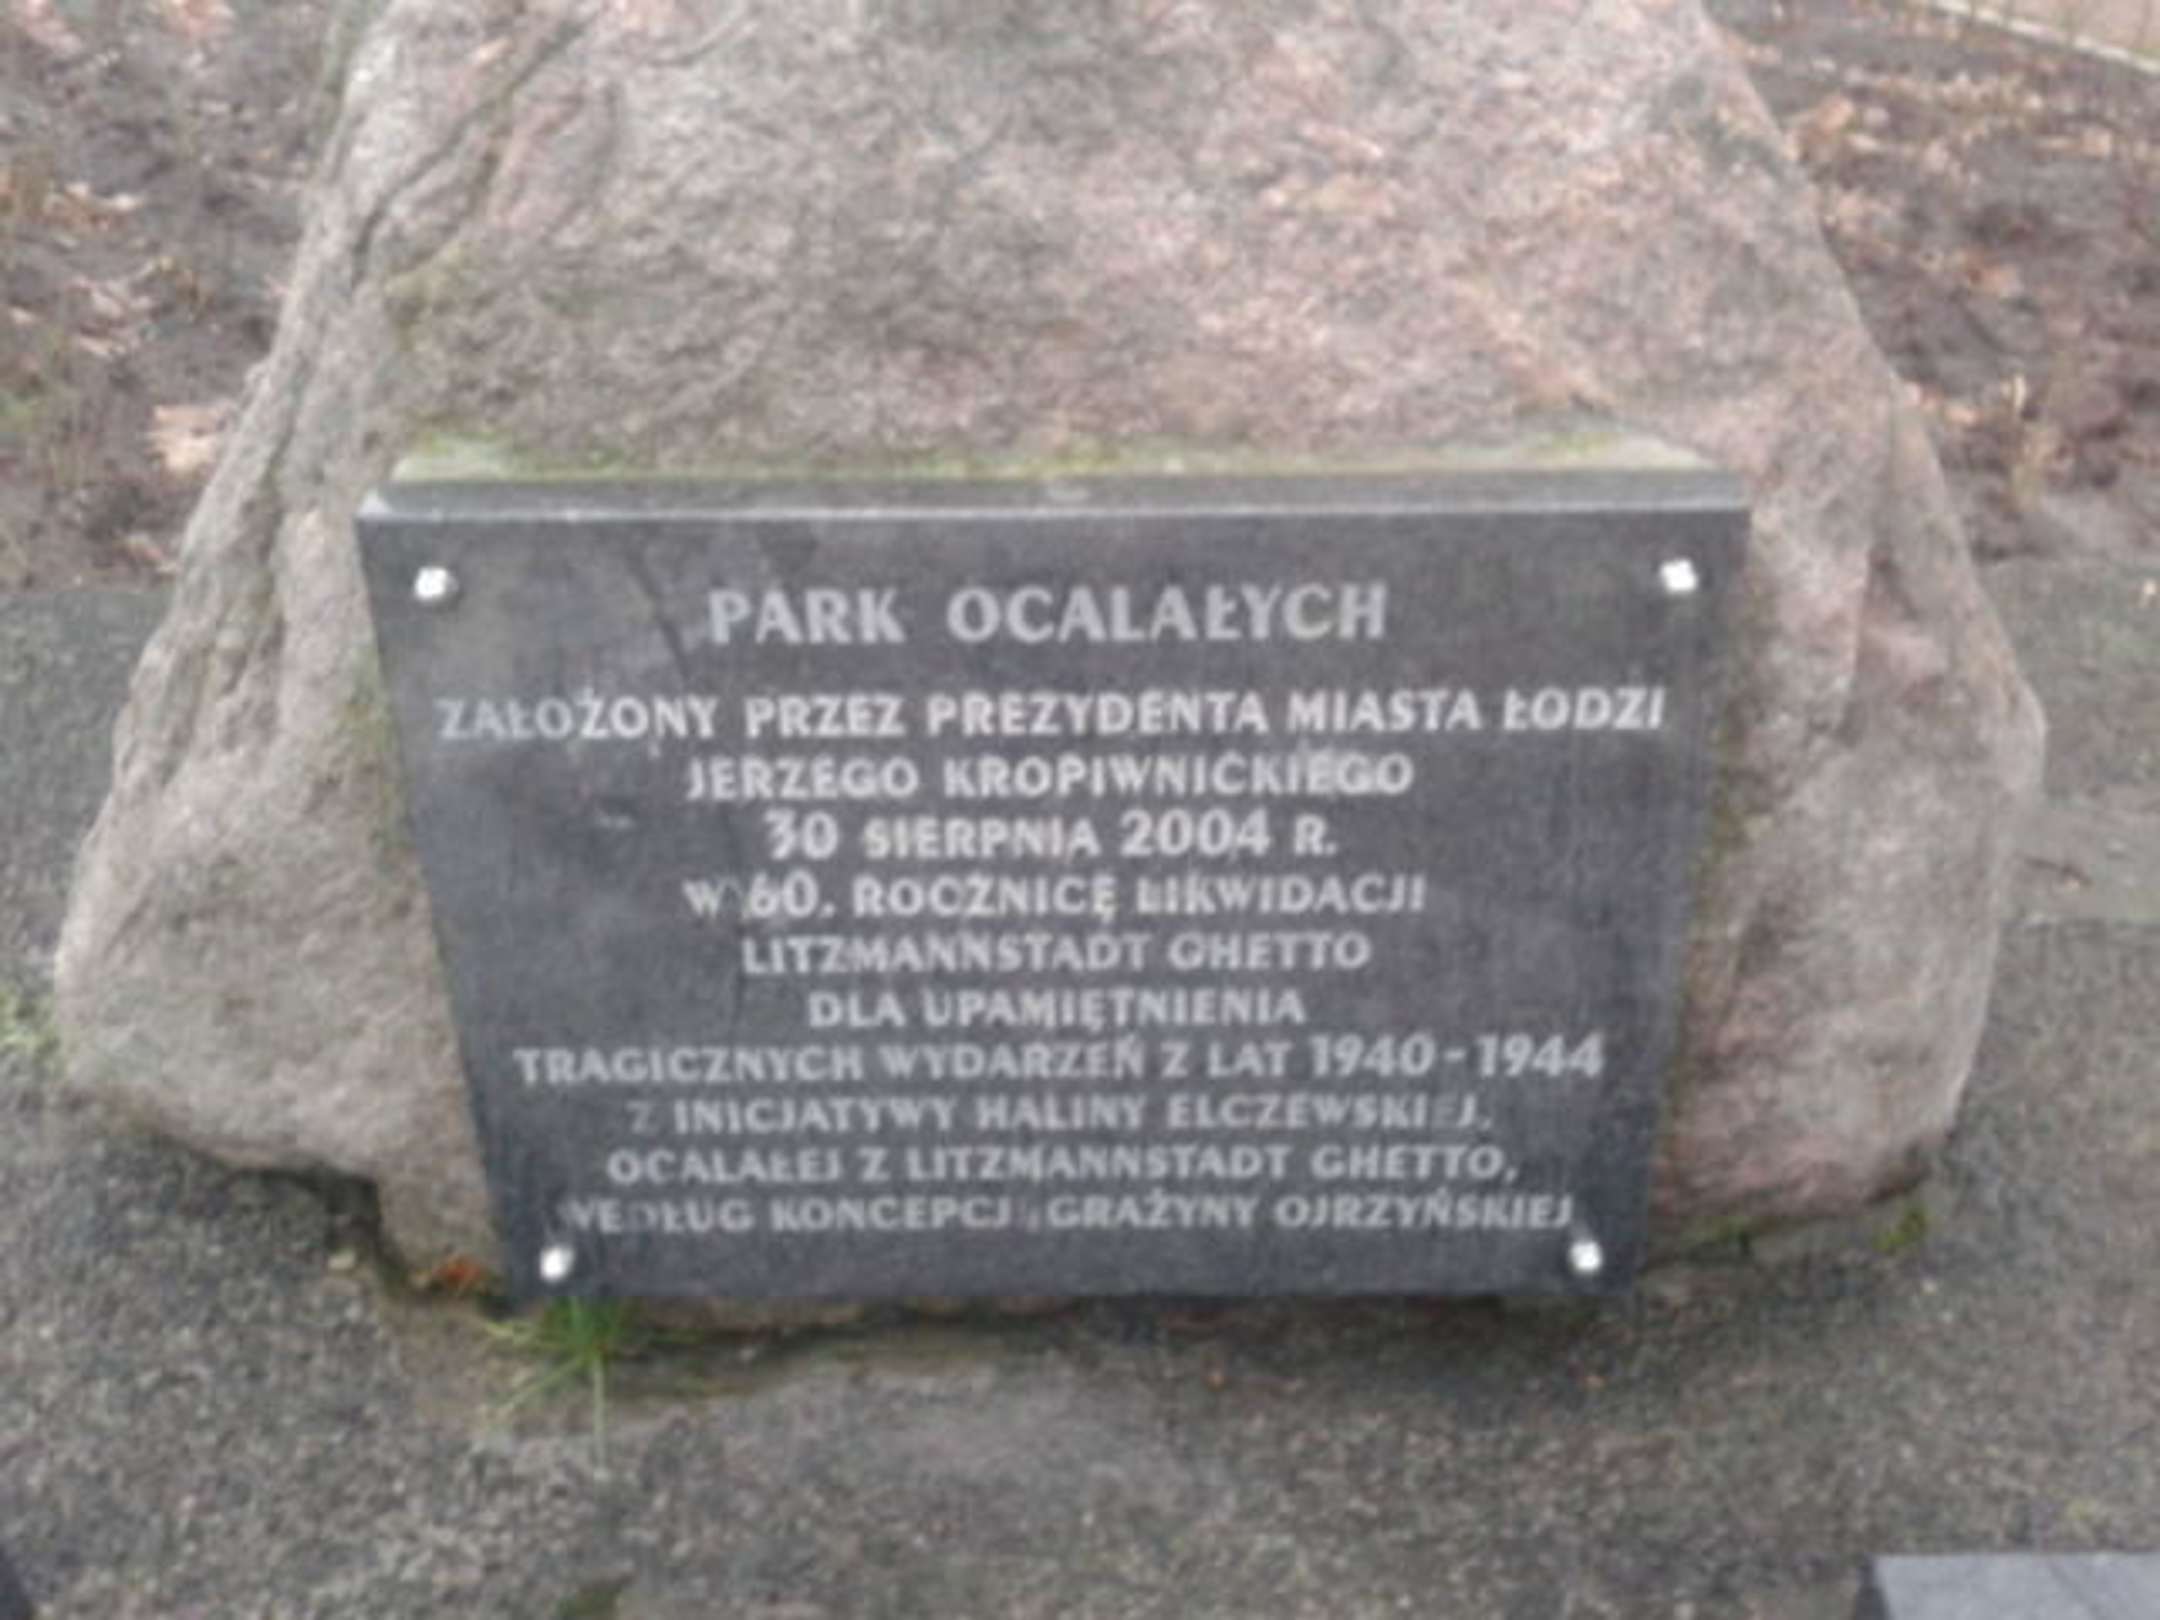 PARK OCALAŁYCH
ZAŁOŻONY PRZEZ PREZYDENTA MIASTA ŁODZI
JERZEGO KROPIWNICKIEGO
30 SIERPNIA 2004 R.
W 60. ROCZNICĘ LIKWIDACJI
LITZMANNSTADT GHETTO
DLA UPAMIĘTNIENIA
TRAGICZNYCH WYDARZEŃ Z LAT 1940-1944
Z INICJATYWY HALINY ELCZEWSKIEJ,
OCALAŁEJ Z LITZMANNSTADT GHETTO,
WEDŁUG KONCEPCJI GRAŻYNY OJRZYŃSKIEJ